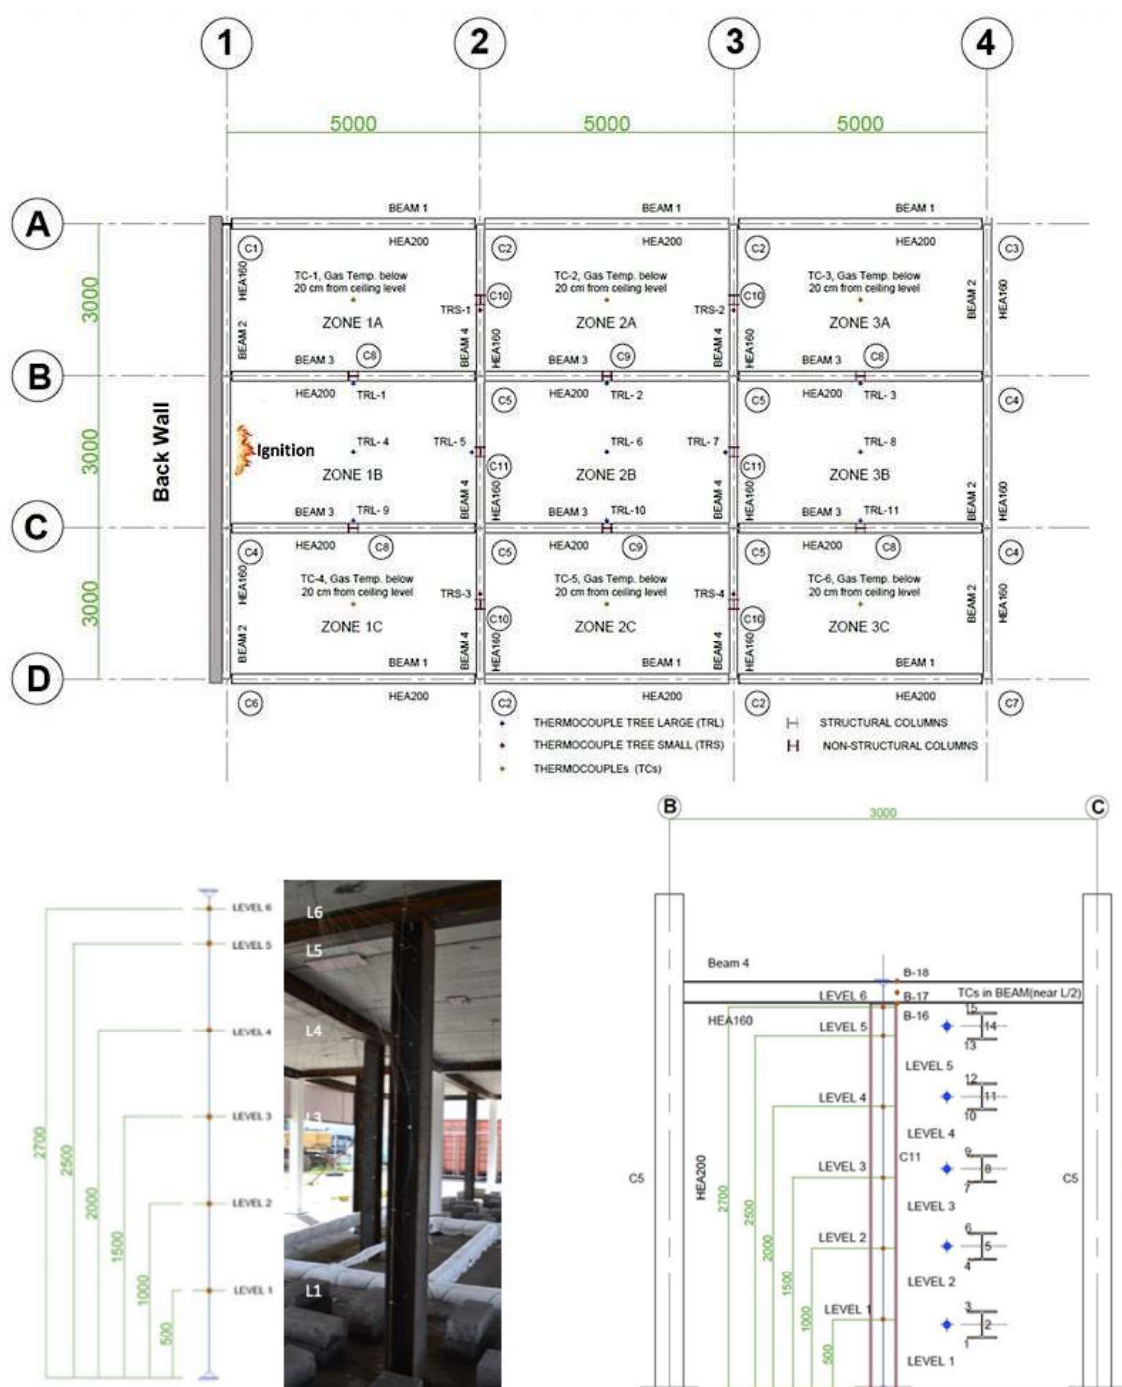 1 2 3 4
5000 5000 5000
A
BEAM 1 BEAM 1 BEAM 1
HEA200 HEA200 HEA200
C1 C2 C2 C3
HEA160 BEAM 2 HEA160
3000
TC-1, Gas Temp. below TC-2, Gas Temp. below TC-3, Gas Temp. below
20 cm from ceiling level 20 cm from ceiling level 20 cm from ceiling level
C10 C10
TRS-1 TRS-2
ZONE 1A ZONE 2A ZONE 3A
BEAM 2 BEAM 4 HEA160 BEAM 4 HEA160
C8 C9 C8
BEAM 3 BEAM 3 BEAM 3
B
HEA200 TRL-1 HEA200 TRL- 2 HEA200 TRL- 3
C5 C5 C4
Back Wall
3000
Ignition
TRL- 4 TRL- 5 TRL- 6 TRL- 7 TRL- 8
C11 C11
ZONE 1B ZONE 2B ZONE 3B
BEAM 4 HEA160 BEAM 4 HEA160 BEAM 2 HEA160
BEAM 3 TRL- 9 BEAM 3 TRL-10 BEAM 3 TRL-11
C
HEA200 C8 HEA200 C9 HEA200 C8
C4 C5 C5 C4
HEA160 BEAM 2 HEA160
3000
TC-4, Gas Temp. below TC-5, Gas Temp. below TC-6, Gas Temp. below
20 cm from ceiling level 20 cm from ceiling level 20 cm from ceiling level
TRS-3 TRS-4
C10 C10
ZONE 1C ZONE 2C ZONE 3C
BEAM 2 BEAM 4 HEA160 BEAM 4 HEA160
BEAM 1 BEAM 1 BEAM 1
D
HEA200 HEA200 HEA200
C6 C2 C2 C7
THERMOCOUPLE TREE LARGE (TRL)
THERMOCOUPLE TREE SMALL (TRS)
THERMOCOUPLEs (TCs)
STRUCTURAL COLUMNS
NON-STRUCTURAL COLUMNS
LEVEL 6
LEVEL 5
LEVEL 4
LEVEL 3
LEVEL 2
LEVEL 1
2700
2500
2000
1500
1000
500
L6
L5
L4
L3
L1
B C
3000
Beam 4
B-18
LEVEL 6 B-17 TCs in BEAM(near L/2)
HEA160 B-16 15
LEVEL 5 14
13
LEVEL 5
12
LEVEL 4 11
10
LEVEL 4
C11 9
LEVEL 3 8
7
C5 HEA200 C5
LEVEL 3
6
LEVEL 2 5
4
LEVEL 2
3
LEVEL 1 2
1
LEVEL 1
2700
2500
2000
1500
1000
500